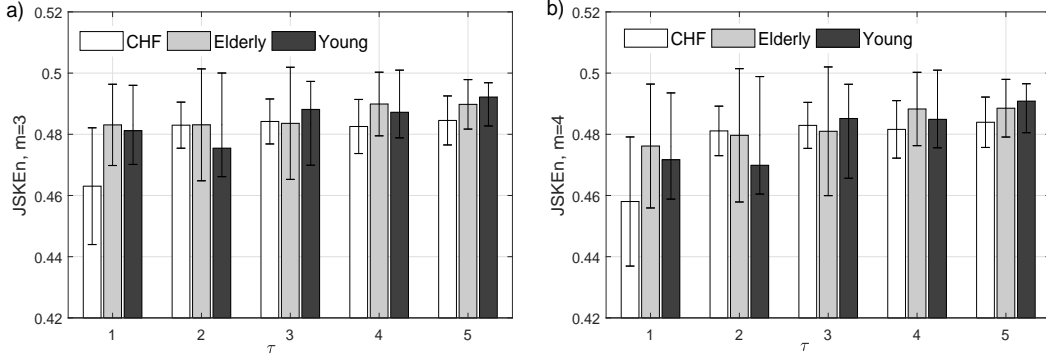 a)
0.52
0.5
0.48
0.46
0.44
0.42
JSKEn, m=3
CHF Elderly Young
1 2 3 4 5
τ
b)
0.52
0.5
0.48
0.46
0.44
0.42
JSKEn, m=4
CHF Elderly Young
1 2 3 4 5
τ